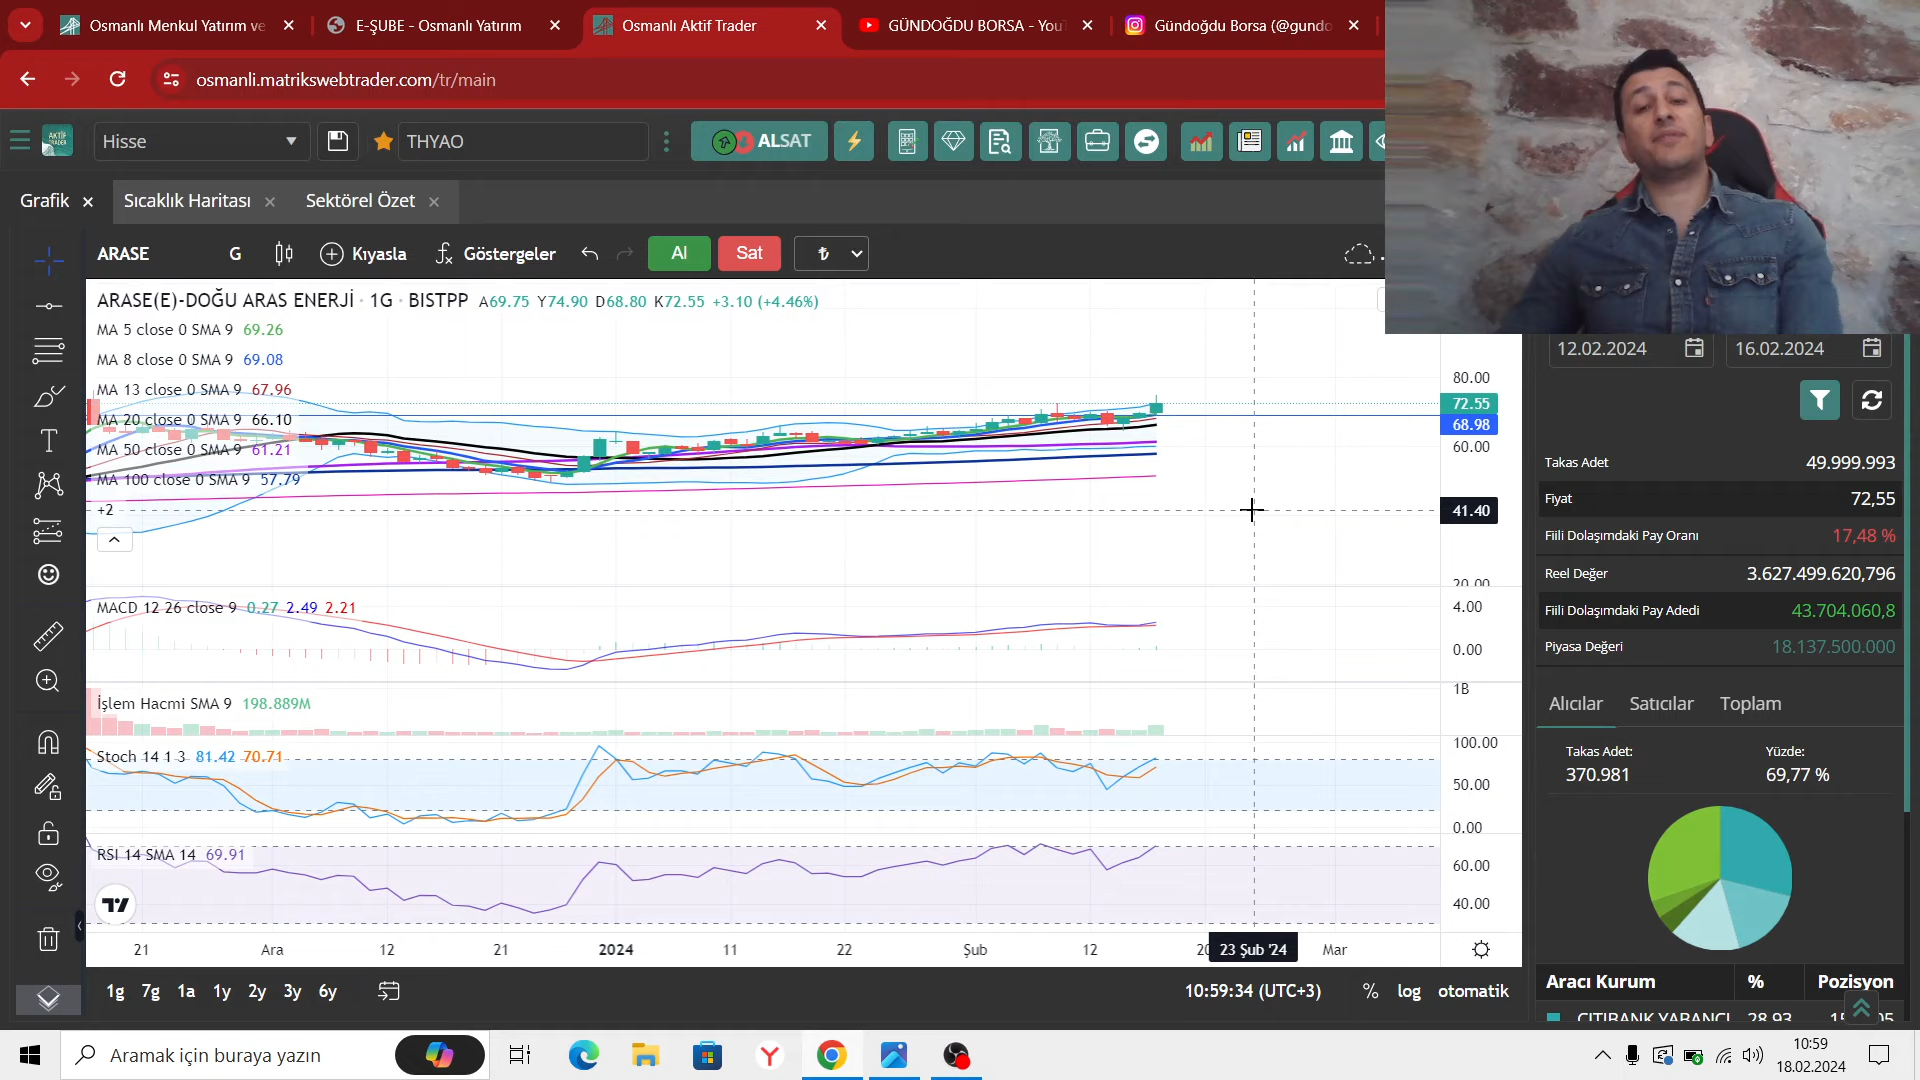 Osmanlı Menkul Yatırım ve
E-ŞUBE - Osmanlı Yatırım
Osmanlı Aktif Trader
GÜNDOĞDU BORSA - You
Gündoğdu Borsa (@gundo
osmanli.matrikswebtrader.com/tr/main
AKTİF
TRADER
Hisse
THYAO
ALSAT
Grafik
Sıcaklık Haritası
Sektörel Özet
ARASE
G
Kıyasla
Göstergeler
Al
Sat
₺
ARASE(E)-DOĞU ARAS ENERJİ · 1G · BISTPP A69.75 Y74.90 D68.80 K72.55 +3.10 (+4.46%)
MA 5 close 0 SMA 9 69.26
MA 8 close 0 SMA 9 69.08
MA 13 close 0 SMA 9 67.96
MA 20 close 0 SMA 9 66.10
MA 50 close 0 SMA 9 61.21
MA 100 close 0 SMA 9 57.79
+2
80.00
72.55
68.98
60.00
41.40
20.00
MACD 12 26 close 9 0.27 2.49 2.21
4.00
0.00
İşlem Hacmi SMA 9 198.889M
1B
Stoch 14 1 3 81.42 70.71
100.00
50.00
0.00
RSI 14 SMA 14 69.91
60.00
40.00
21
Ara
12
21
2024
11
22
Şub
12
20
23 Şub '24
Mar
1g
7g
1a
1y
2y
3y
6y
10:59:34 (UTC+3)
%
log
otomatik
12.02.2024
16.02.2024
Takas Adet 49.999.993
Fiyat 72,55
Fiili Dolaşımdaki Pay Oranı 17,48 %
Reel Değer 3.627.499.620,796
Fiili Dolaşımdaki Pay Adedi 43.704.060,8
Piyasa Değeri 18.137.500.000
Alıcılar
Satıcılar
Toplam
Takas Adet:
370.981
Yüzde:
69,77 %
Aracı Kurum
%
Pozisyon
CITIBANK YABANCI 28,93
Aramak için buraya yazın
10:59
18.02.2024